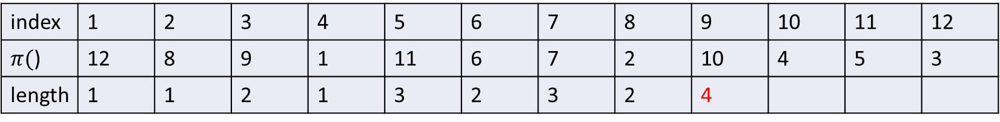 index 1 2 3 4 5 6 7 8 9 10 11 12
π() 12 8 9 1 11 6 7 2 10 4 5 3
length 1 1 2 1 3 2 3 2 4